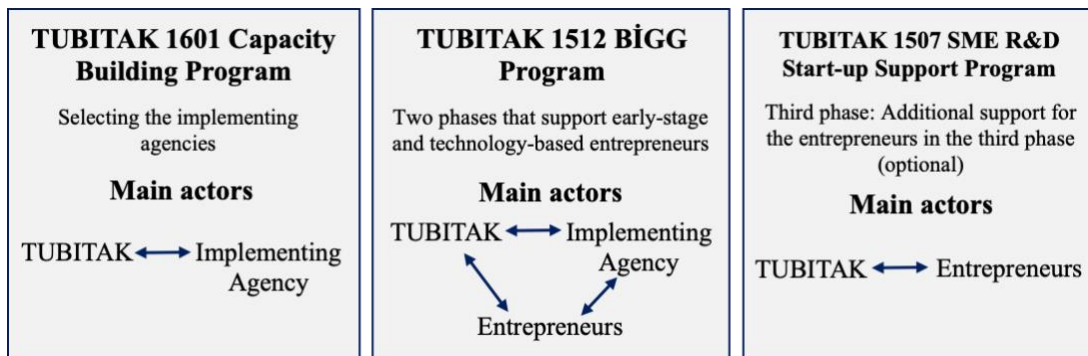 TUBITAK 1601 Capacity
Building Program
Selecting the implementing
agencies
Main actors
TUBITAK
Implementing
Agency
TUBITAK 1512 BİGG
Program
Two phases that support early-stage
and technology-based entrepreneurs
Main actors
TUBITAK
Implementing
Agency
Entrepreneurs
TUBITAK 1507 SME R&D
Start-up Support Program
Third phase: Additional support for
the entrepreneurs in the third phase
(optional)
Main actors
TUBITAK
Entrepreneurs